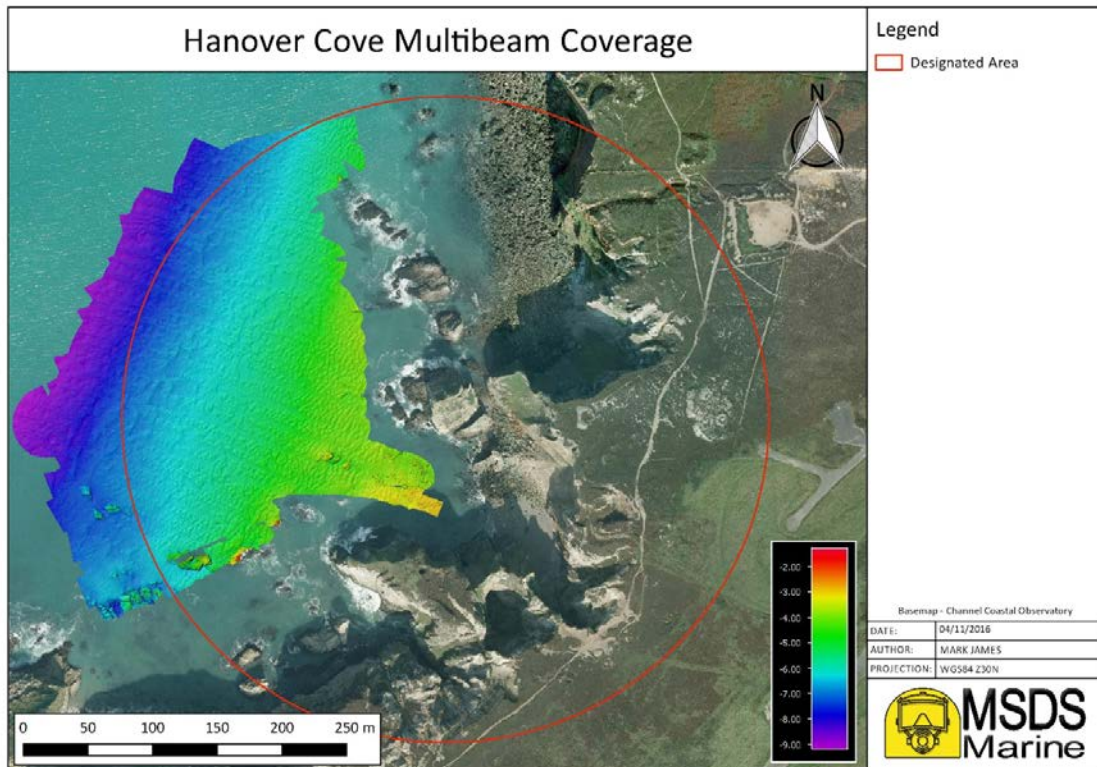 Hanover Cove Multibeam Coverage
Legend
Designated Area
N
-2.00
-3.00
-4.00
-5.00
-6.00
-7.00
-8.00
-9.00
0 50 100 150 200 250 m
Basemap - Channel Coastal Observatory
DATE: 04/11/2016
AUTHOR: MARK JAMES
PROJECTION: WGS84 Z30N
MSDS
Marine